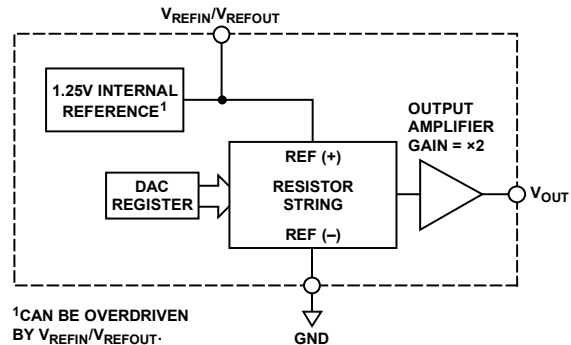 VREFIN/VREFOUT
1.25V INTERNAL
REFERENCE1
OUTPUT
AMPLIFIER
GAIN = ×2
REF (+)
DAC
REGISTER
RESISTOR
STRING
VOUT
REF (–)
1CAN BE OVERDRIVEN
BY VREFIN/VREFOUT.
GND